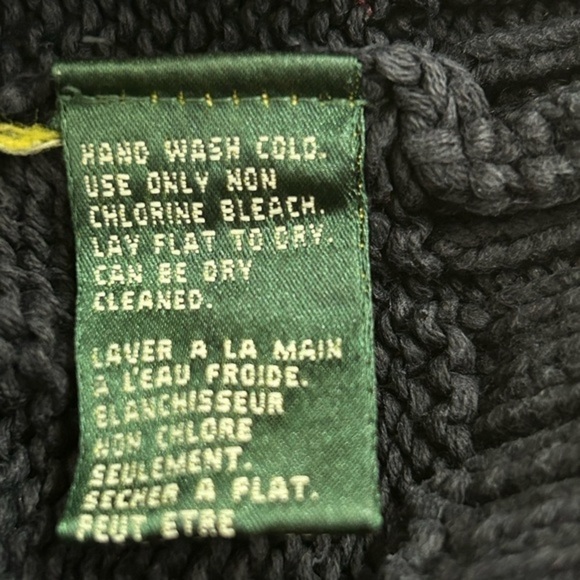 HAND WASH COLD.
USE ONLY NON
CHLORINE BLEACH.
LAY FLAT TO DRY.
CAN BE DRY
CLEANED.
LAVER A LA MAIN
A L'EAU FROIDE.
BLANCHISSEUR
NON CHLORE
SEULEMENT.
SECHER A PLAT.
PEUT ETRE